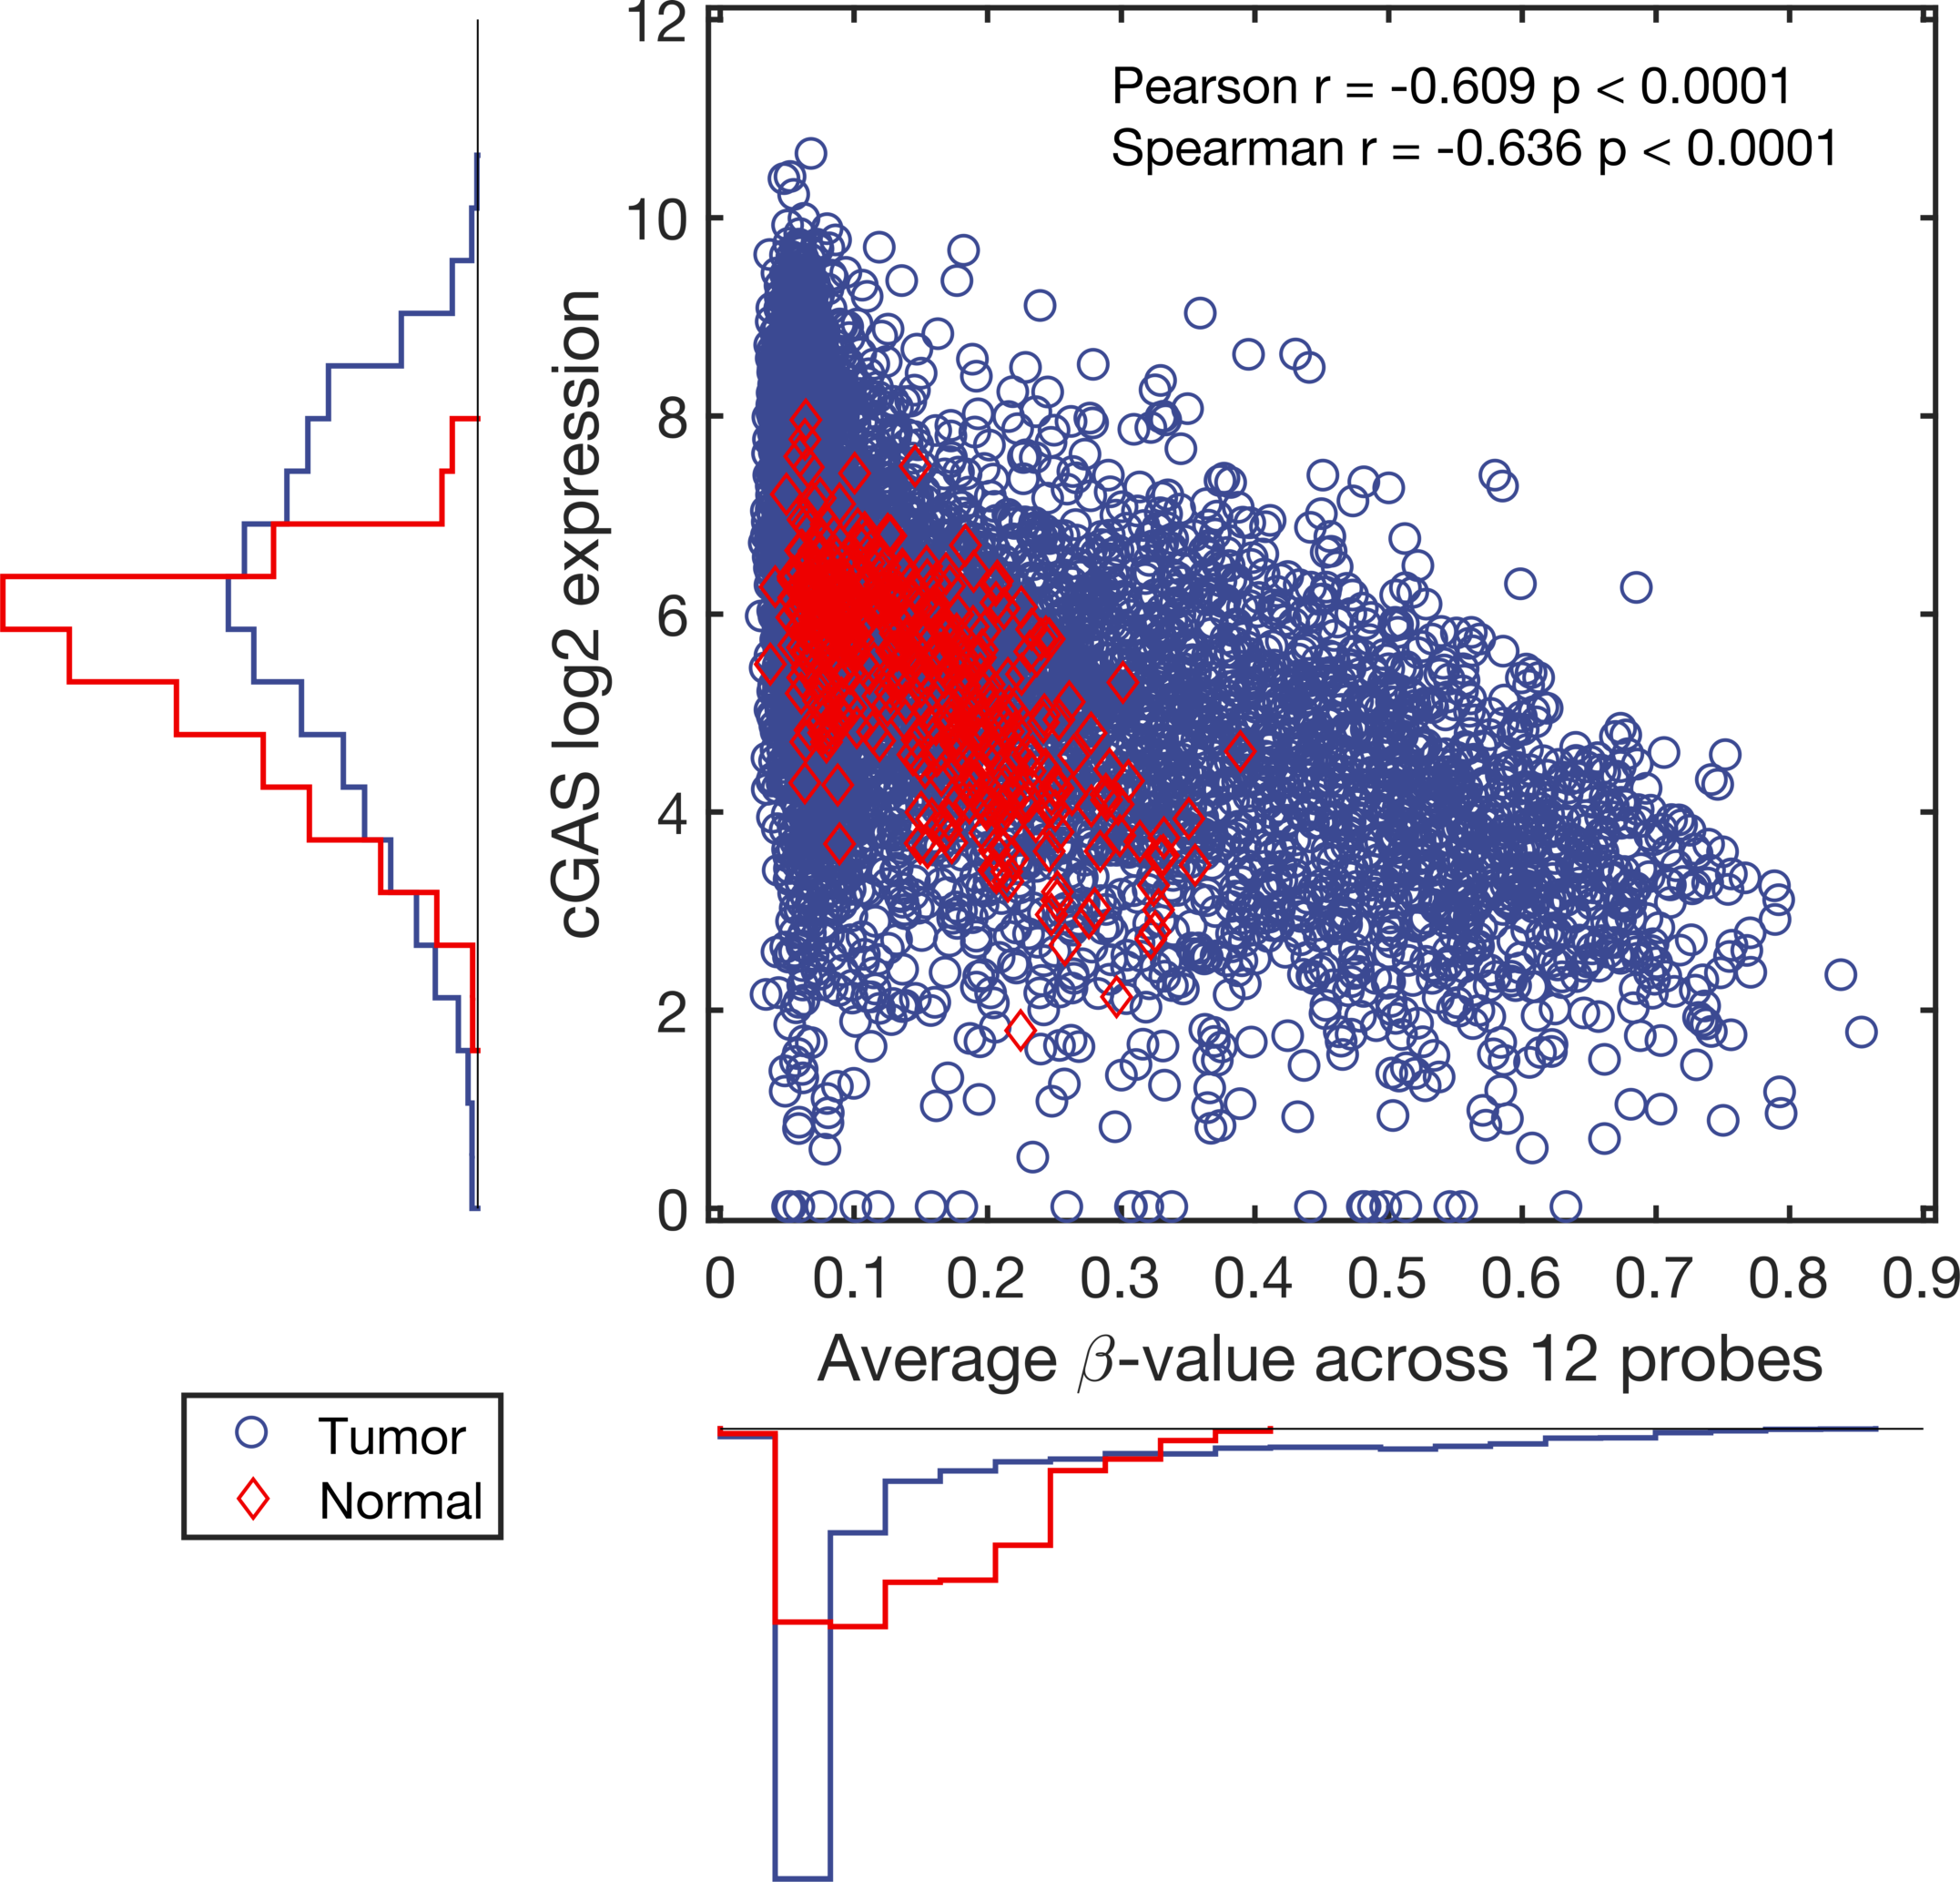 12
10
8
6
4
2
0
cGAS log2 expression
Pearson r = -0.609 p < 0.0001
Spearman r = -0.636 p < 0.0001
0 0.1 0.2 0.3 0.4 0.5 0.6 0.7 0.8 0.9
Average β-value across 12 probes
Tumor
Normal